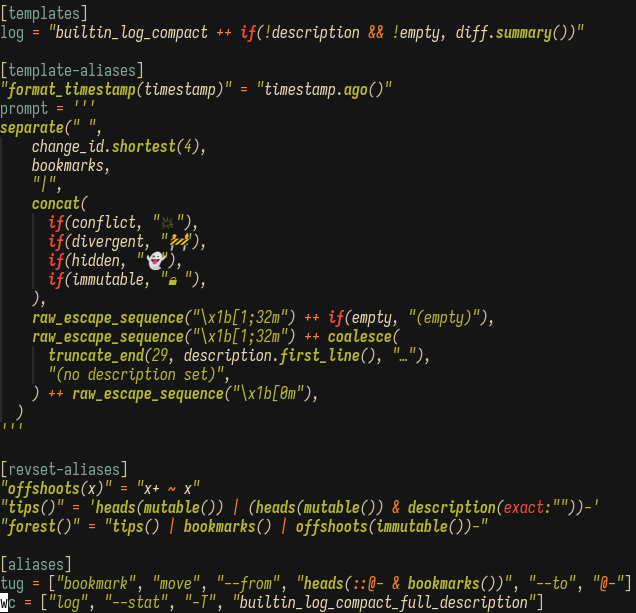 [templates]
log = "builtin_log_compact ++ if(!description && !empty, diff.summary())"
[template-aliases]
"format_timestamp(timestamp)" = "timestamp.ago()"
prompt = '''
separate(" ",
change_id.shortest(4),
bookmarks,
"|",
concat(
if(conflict, "💥"),
if(divergent, "🚧"),
if(hidden, "👻"),
if(immutable, "🔒"),
),
raw_escape_sequence("\x1b[1;32m") ++ if(empty, "(empty)"),
raw_escape_sequence("\x1b[1;32m") ++ coalesce(
truncate_end(29, description.first_line(), "…"),
"(no description set)",
) ++ raw_escape_sequence("\x1b[0m"),
)
'''
[revset-aliases]
"offshoots(x)" = "x+ ~ x"
"tips()" = 'heads(mutable()) | (heads(mutable()) & description(exact:""))-'
"forest()" = "tips() | bookmarks() | offshoots(immutable())-"
[aliases]
tug = ["bookmark", "move", "--from", "heads(::@- & bookmarks())", "--to", "@-"]
wc = ["log", "--stat", "-T", "builtin_log_compact_full_description"]